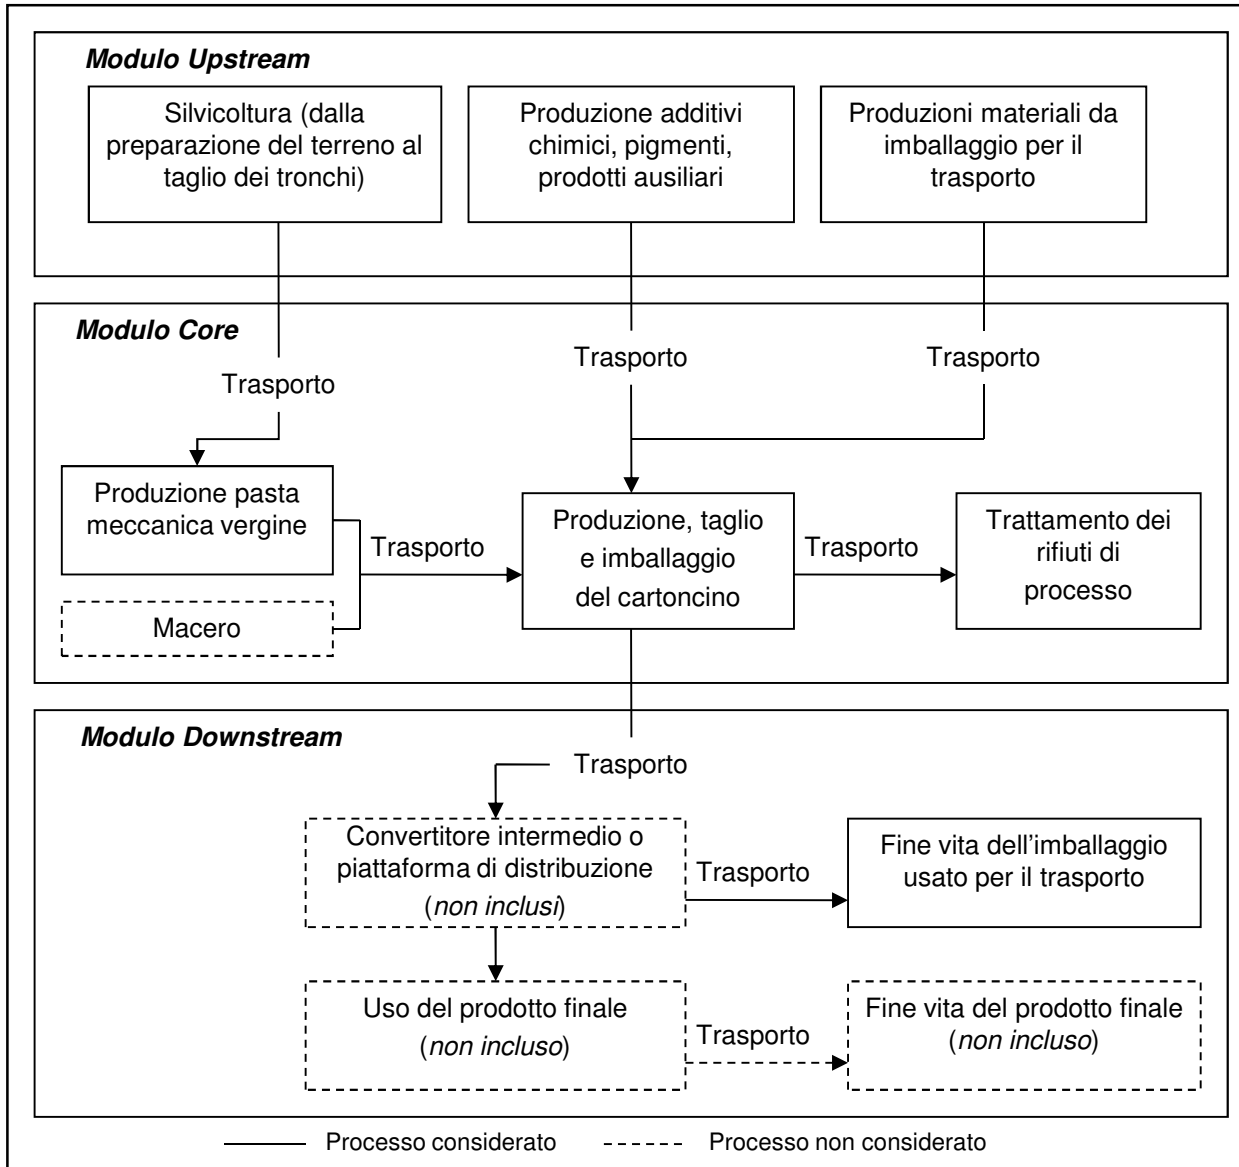 Modulo Upstream
Silvicoltura (dalla
preparazione del terreno al
taglio dei tronchi)
Produzione additivi
chimici, pigmenti,
prodotti ausiliari
Produzioni materiali da
imballaggio per il
trasporto
Modulo Core
Trasporto
Trasporto
Trasporto
Produzione pasta
meccanica vergine
Macero
Trasporto
Produzione, taglio
e imballaggio
del cartoncino
Trasporto
Trattamento dei
rifiuti di
processo
Modulo Downstream
Trasporto
Convertitore intermedio o
piattaforma di distribuzione
(non inclusi)
Trasporto
Fine vita dell’imballaggio
usato per il trasporto
Uso del prodotto finale
(non incluso)
Trasporto
Fine vita del prodotto finale
(non incluso)
Processo considerato
Processo non considerato